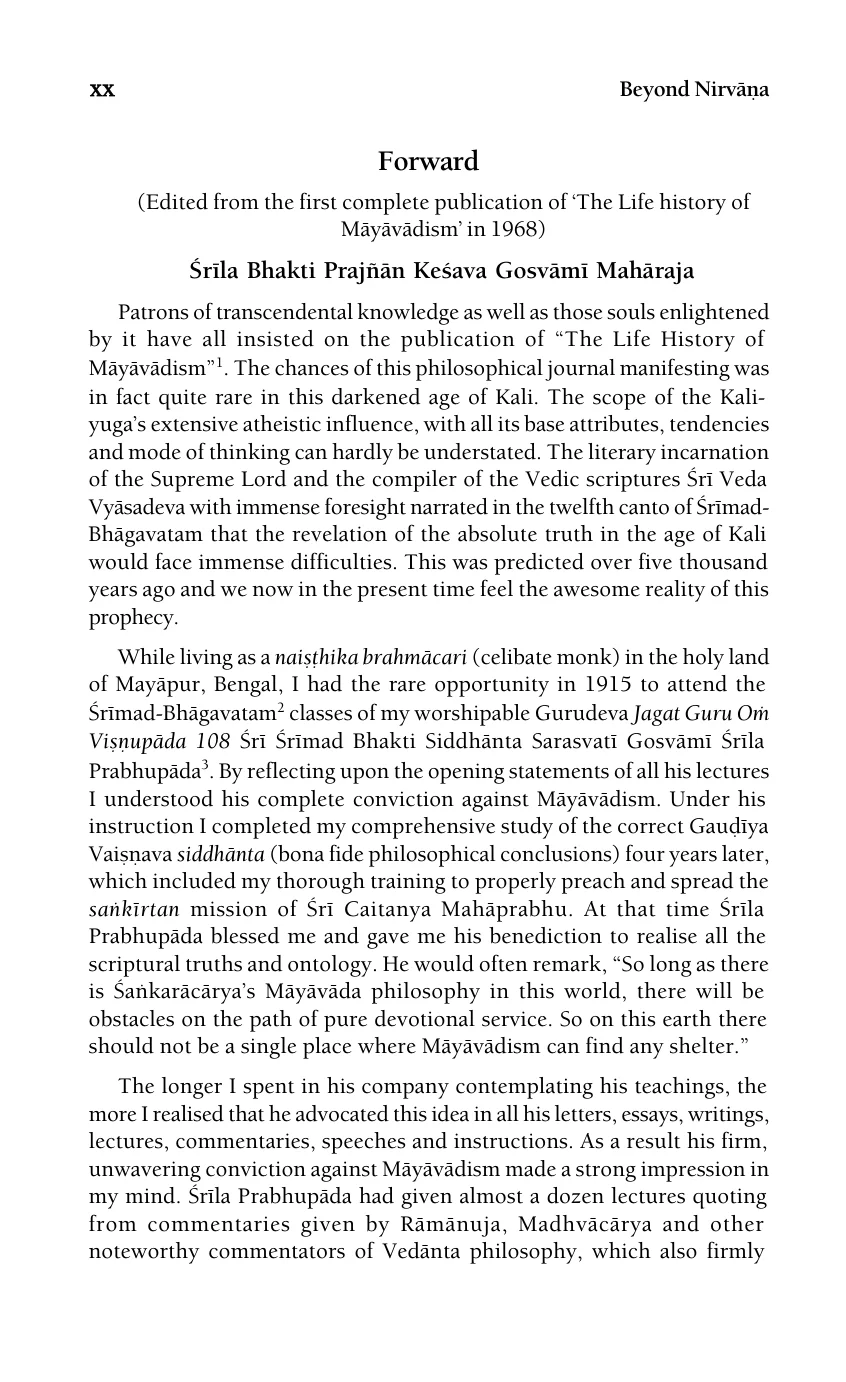 xx Beyond Nirvāṇa
Forward
(Edited from the first complete publication of ‘The Life history of
Māyāvādism’ in 1968)
Śrīla Bhakti Prajñān Keśava Gosvāmī Mahāraja
Patrons of transcendental knowledge as well as those souls enlightened
by it have all insisted on the publication of “The Life History of
Māyāvādism”1. The chances of this philosophical journal manifesting was
in fact quite rare in this darkened age of Kali. The scope of the Kali-
yuga’s extensive atheistic influence, with all its base attributes, tendencies
and mode of thinking can hardly be understated. The literary incarnation
of the Supreme Lord and the compiler of the Vedic scriptures Śrī Veda
Vyāsadeva with immense foresight narrated in the twelfth canto of Śrīmad-
Bhāgavatam that the revelation of the absolute truth in the age of Kali
would face immense difficulties. This was predicted over five thousand
years ago and we now in the present time feel the awesome reality of this
prophecy.
While living as a naiṣṭhika brahmācari (celibate monk) in the holy land
of Mayāpur, Bengal, I had the rare opportunity in 1915 to attend the
Śrīmad-Bhāgavatam2 classes of my worshipable Gurudeva Jagat Guru Oṁ
Viṣṇupāda 108 Śrī Śrīmad Bhakti Siddhānta Sarasvatī Gosvāmī Śrīla
Prabhupāda3. By reflecting upon the opening statements of all his lectures
I understood his complete conviction against Māyāvādism. Under his
instruction I completed my comprehensive study of the correct Gauḍīya
Vaiṣṇava siddhānta (bona fide philosophical conclusions) four years later,
which included my thorough training to properly preach and spread the
saṅkīrtan mission of Śrī Caitanya Mahāprabhu. At that time Śrīla
Prabhupāda blessed me and gave me his benediction to realise all the
scriptural truths and ontology. He would often remark, “So long as there
is Śaṅkarācārya’s Māyāvāda philosophy in this world, there will be
obstacles on the path of pure devotional service. So on this earth there
should not be a single place where Māyāvādism can find any shelter.”
The longer I spent in his company contemplating his teachings, the
more I realised that he advocated this idea in all his letters, essays, writings,
lectures, commentaries, speeches and instructions. As a result his firm,
unwavering conviction against Māyāvādism made a strong impression in
my mind. Śrīla Prabhupāda had given almost a dozen lectures quoting
from commentaries given by Rāmānuja, Madhvācārya and other
noteworthy commentators of Vedānta philosophy, which also firmly